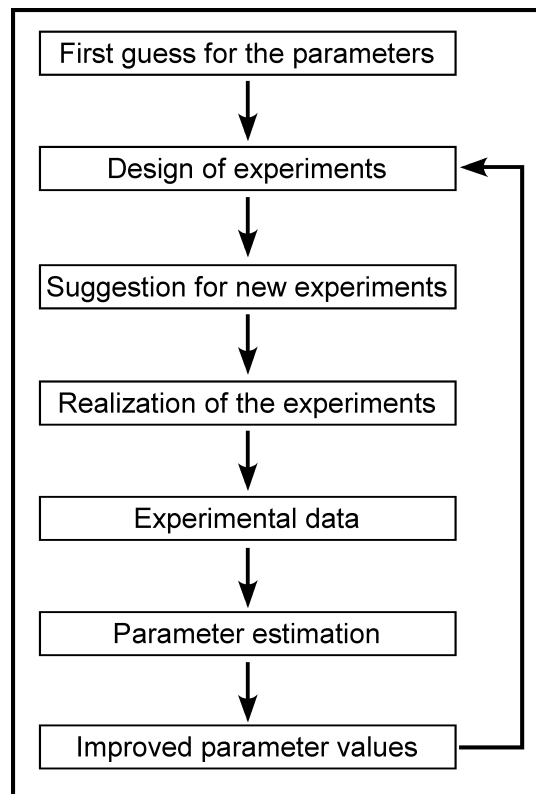 First guess for the parameters
Design of experiments
Suggestion for new experiments
Realization of the experiments
Experimental data
Parameter estimation
Improved parameter values